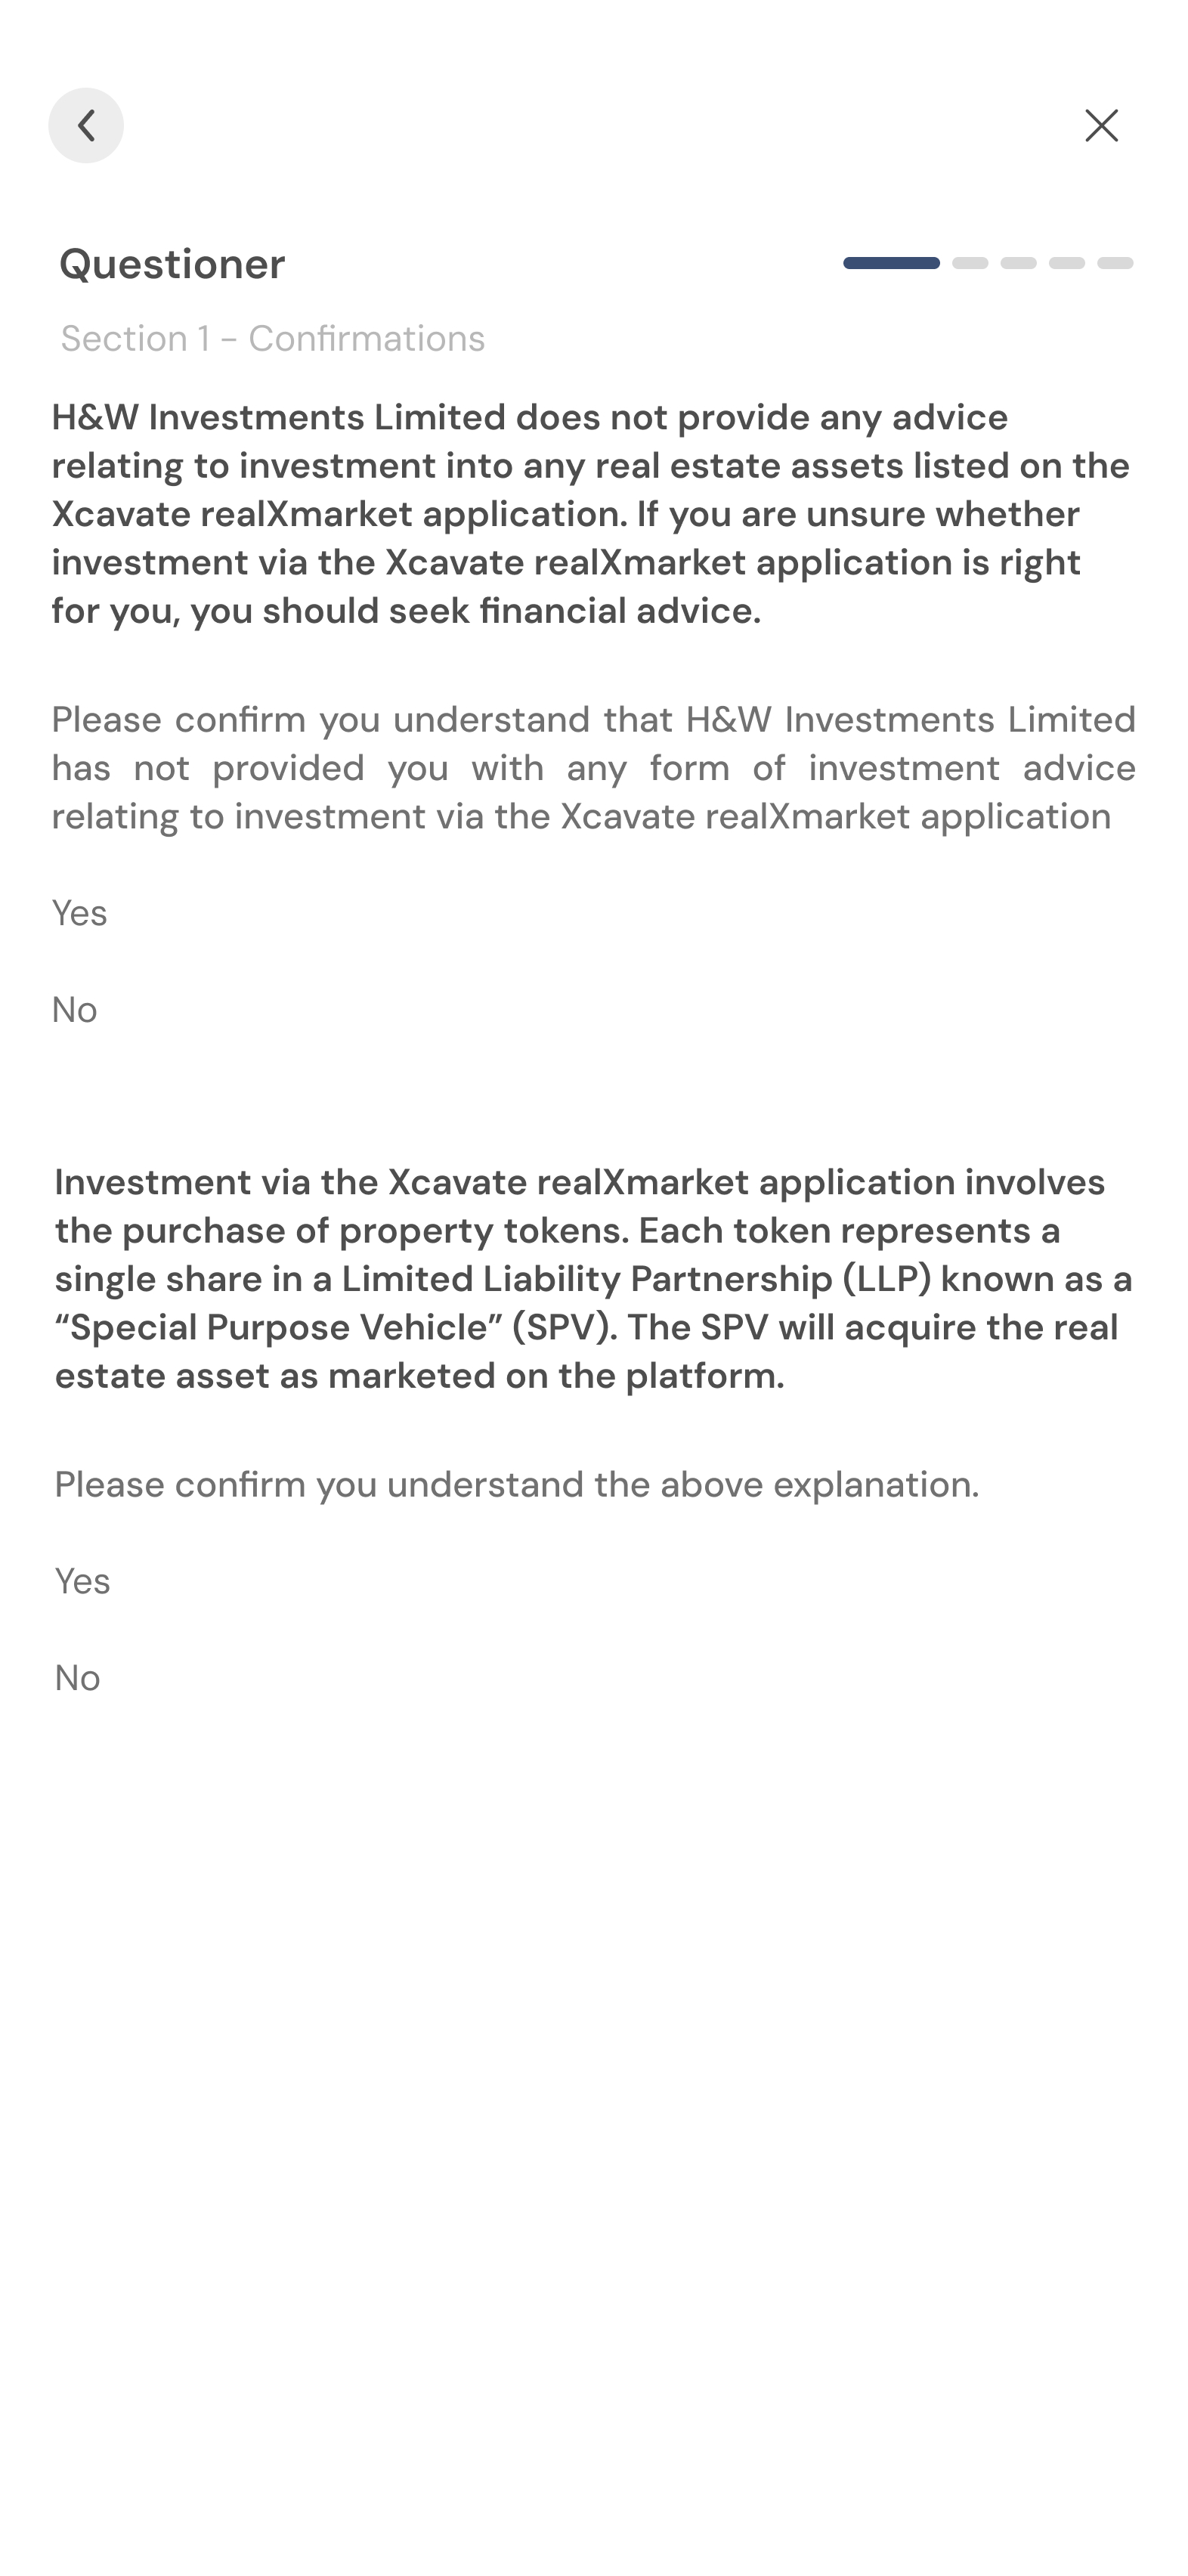 Questioner
Section 1 - Confirmations
H&W Investments Limited does not provide any advice
relating to investment into any real estate assets listed on the
Xcavate realXmarket application. If you are unsure whether
investment via the Xcavate realXmarket application is right
for you, you should seek financial advice.
Please confirm you understand that H&W Investments Limited
has not provided you with any form of investment advice
relating to investment via the Xcavate realXmarket application
Yes
No
Investment via the Xcavate realXmarket application involves
the purchase of property tokens. Each token represents a
single share in a Limited Liability Partnership (LLP) known as a
“Special Purpose Vehicle” (SPV). The SPV will acquire the real
estate asset as marketed on the platform.
Please confirm you understand the above explanation.
Yes
No